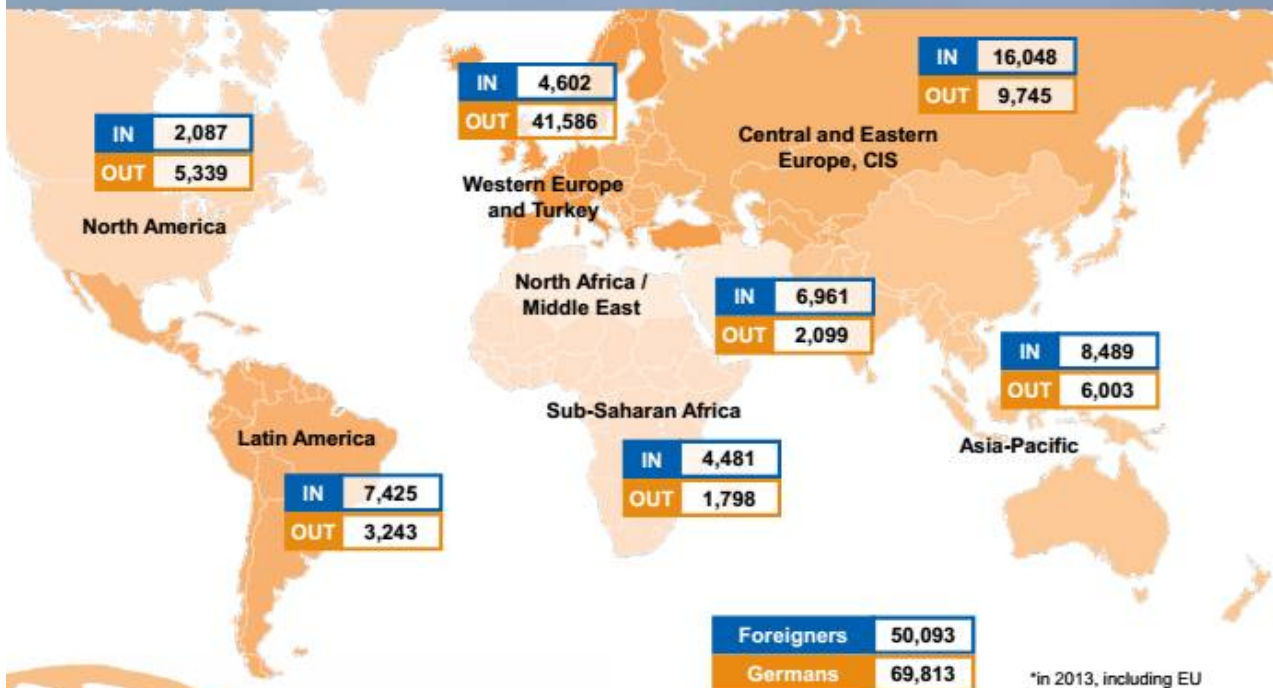 IN 16,048
OUT 9,745
Central and Eastern
Europe, CIS
IN 4,602
OUT 41,586
Western Europe
and Turkey
IN 2,087
OUT 5,339
North America
North Africa /
Middle East
IN 6,961
OUT 2,099
IN 8,489
OUT 6,003
Asia-Pacific
Sub-Saharan Africa
IN 4,481
OUT 1,798
Latin America
IN 7,425
OUT 3,243
Foreigners 50,093
Germans 69,813
*in 2013, including EU